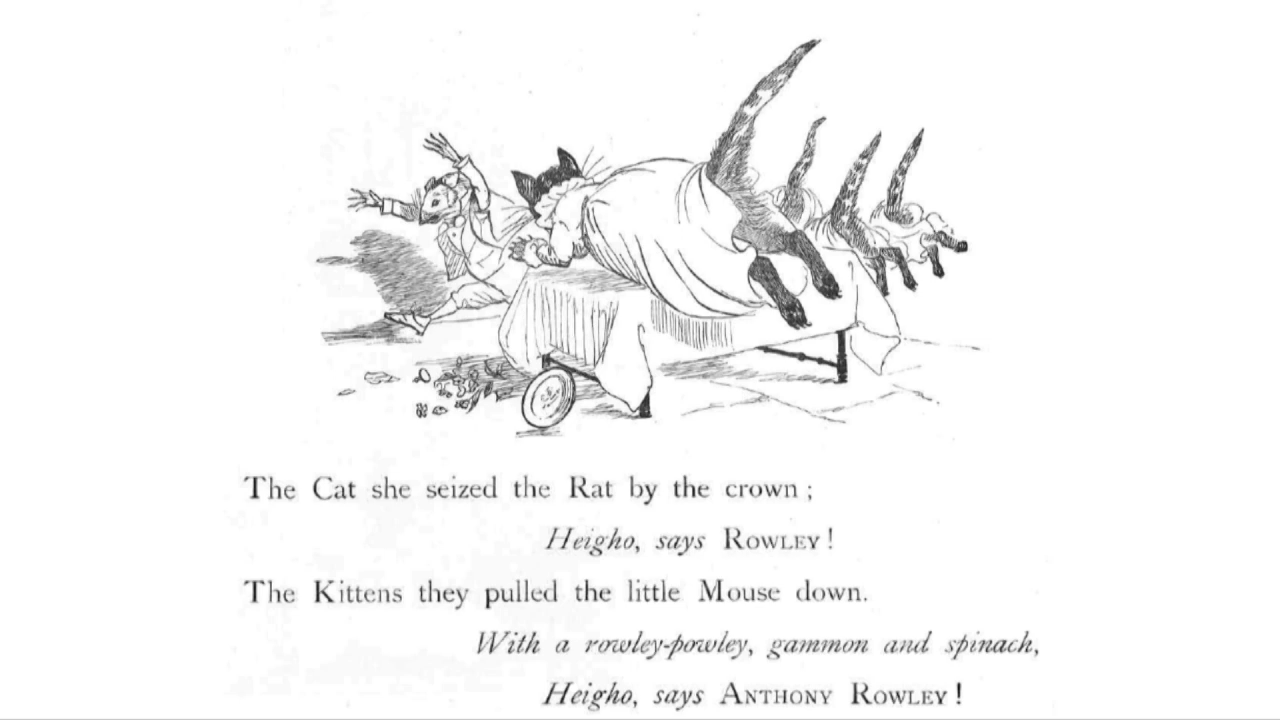 The Cat she seized the Rat by the crown ;
Heigho, says ROWLEY !
The Kittens they pulled the little Mouse down.
With a rowley-powley, gammon and spinach,
Heigho, says ANTHONY ROWLEY !